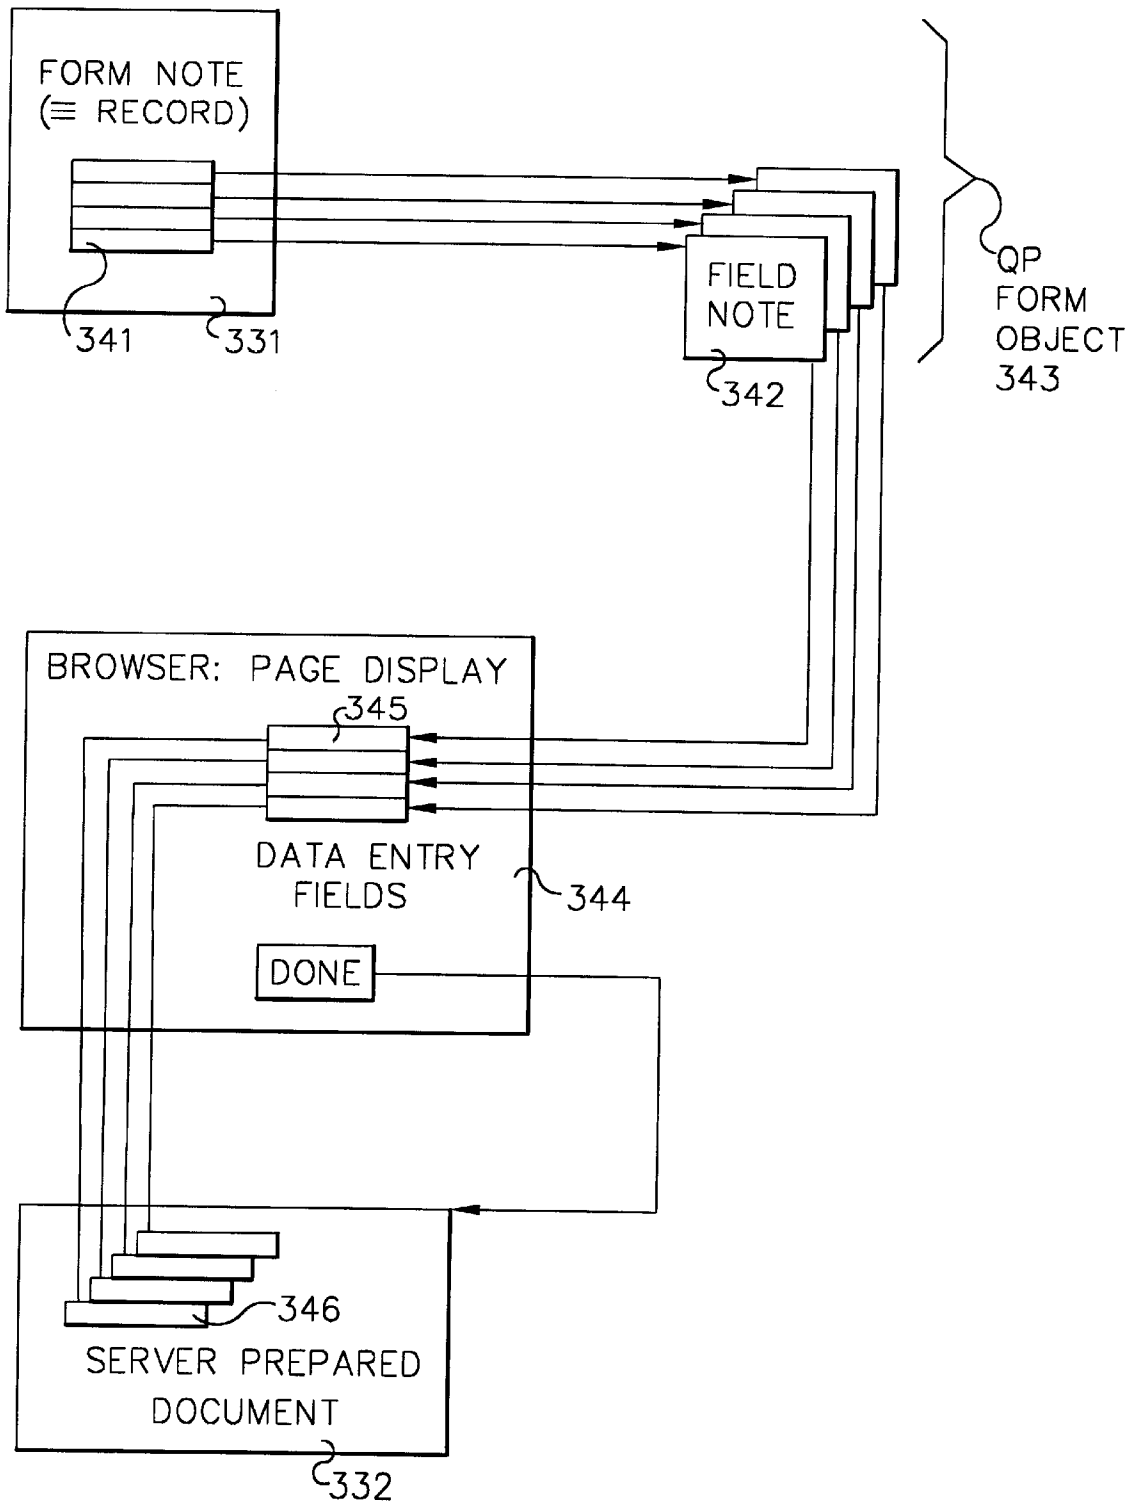 FORM NOTE
(≡ RECORD)
341
331
FIELD
NOTE
342
QP
FORM
OBJECT
343
BROWSER: PAGE DISPLAY
345
DATA ENTRY
FIELDS
344
DONE
346
SERVER PREPARED
DOCUMENT
332